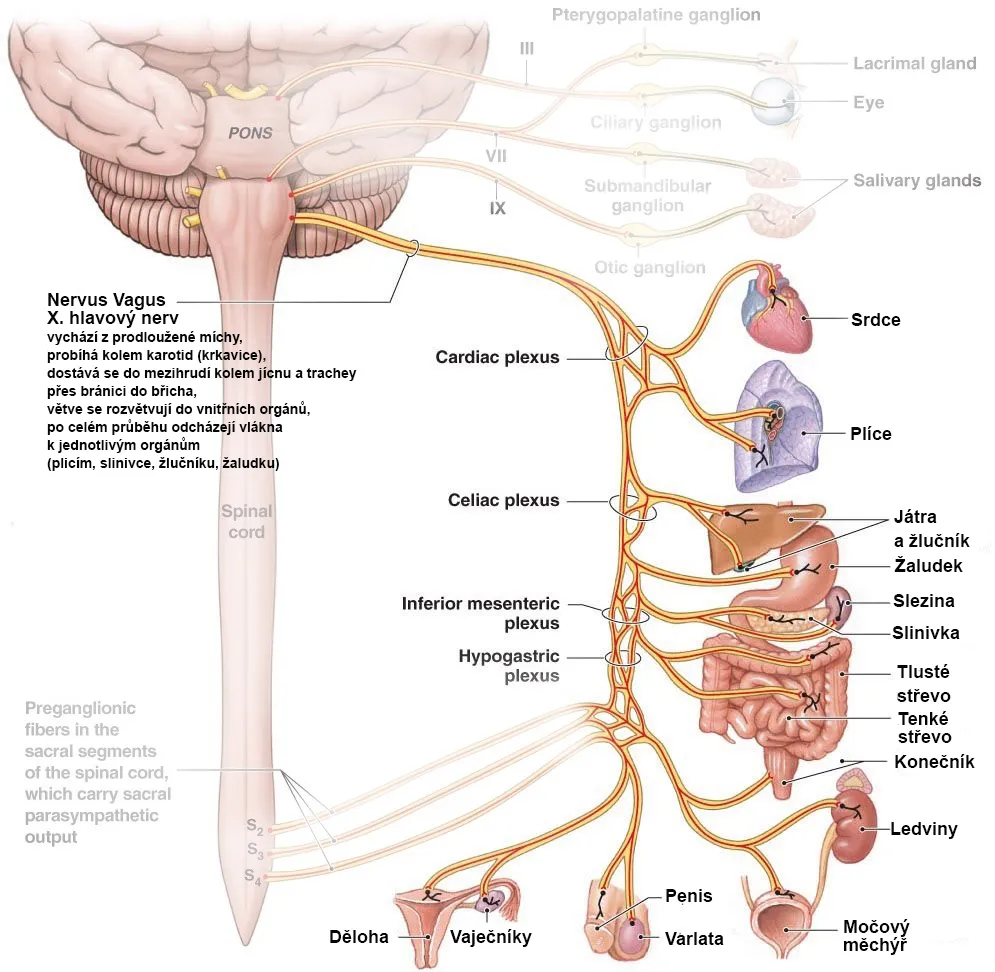 Pterygopalatine ganglion
III
Lacrimal gland
Eye
PONS
Ciliary ganglion
VII
Submandibular
ganglion
Salivary glands
IX
Otic ganglion
Nervus Vagus
X. hlavový nerv
vychází z prodloužené míchy,
probíhá kolem karotid (krkavice),
dostává se do mezihrudí kolem jícnu a trachey
přes bránici do břicha,
větve se rozvětvují do vnitřních orgánů,
po celém průběhu odcházejí vlákna
k jednotlivým orgánům
(plicím, slinivce, žlučníku, žaludku)
Srdce
Cardiac plexus
Plíce
Celiac plexus
Spinal
cord
Játra
a žlučník
Žaludek
Slezina
Inferior mesenteric
plexus
Slinivka
Hypogastric
plexus
Tlusté
střevo
Tenké
střevo
Konečník
Preganglionic
fibers in the
sacral segments
of the spinal cord,
which carry sacral
parasympathetic
output
S2
S3
S4
Ledviny
Penis
Děloha
Vaječníky
Varlata
Močový
měchýř